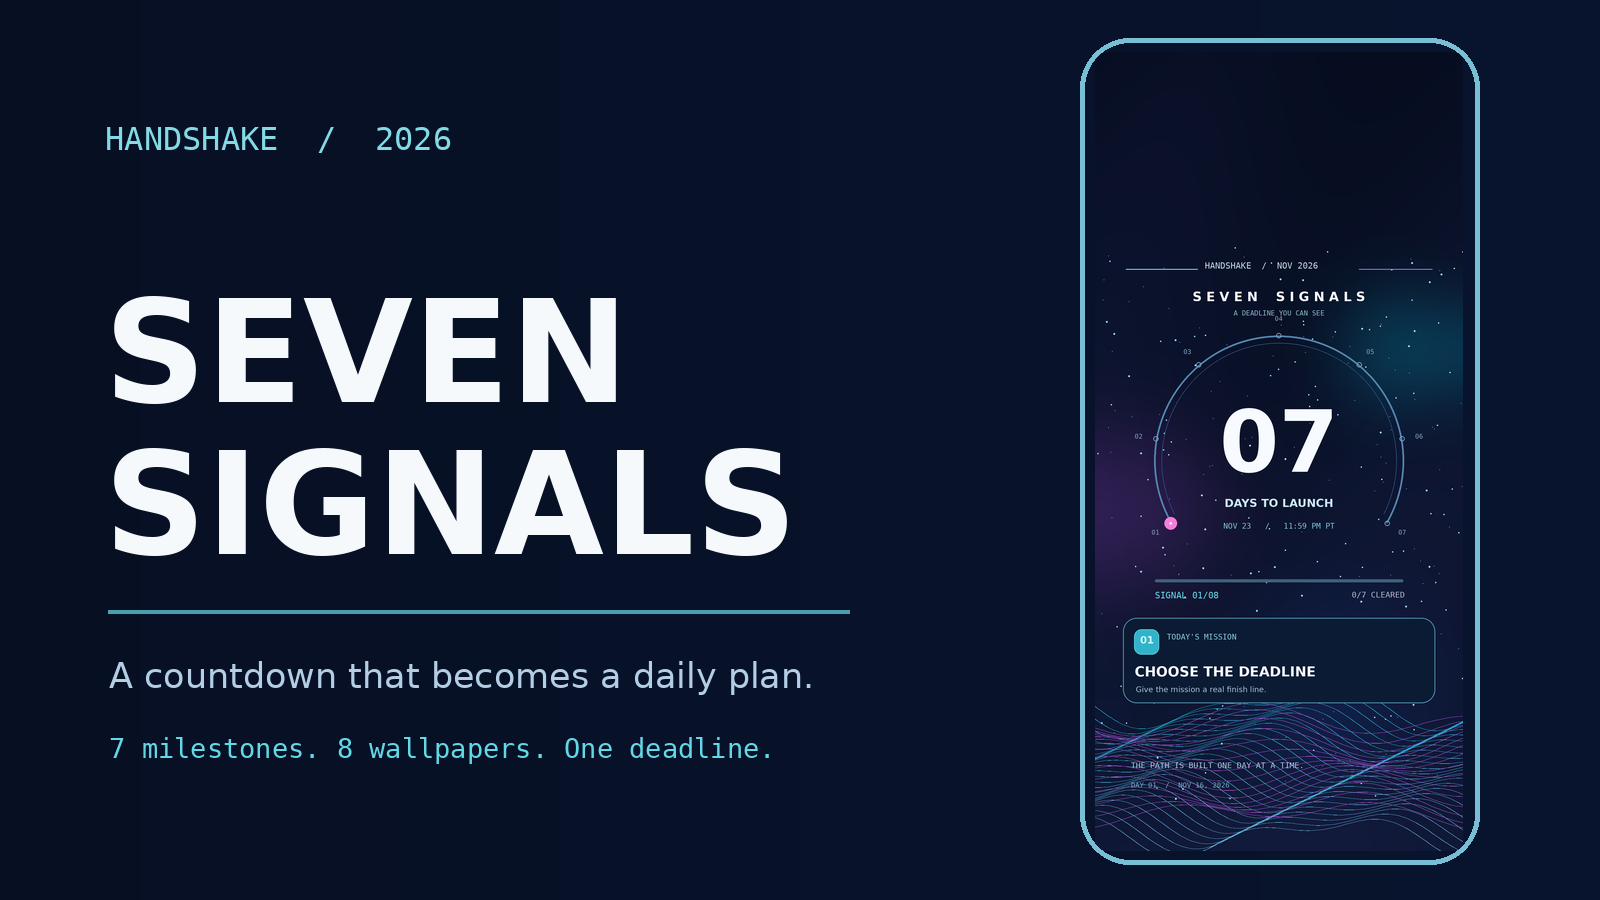 HANDSHAKE / 2026
SEVEN
SIGNALS
A countdown that becomes a daily plan.
7 milestones. 8 wallpapers. One deadline.
HANDSHAKE / NOV 2026
SEVEN SIGNALS
A DEADLINE YOU CAN SEE
04
03
05
02
06
07
DAYS TO LAUNCH
NOV 23 / 11:59 PM PT
01
07
SIGNAL 01/08
0/7 CLEARED
01
TODAY'S MISSION
CHOOSE THE DEADLINE
Give the mission a real finish line.
THE PATH IS BUILT ONE DAY AT A TIME.
DAY 01 / NOV 16, 2026